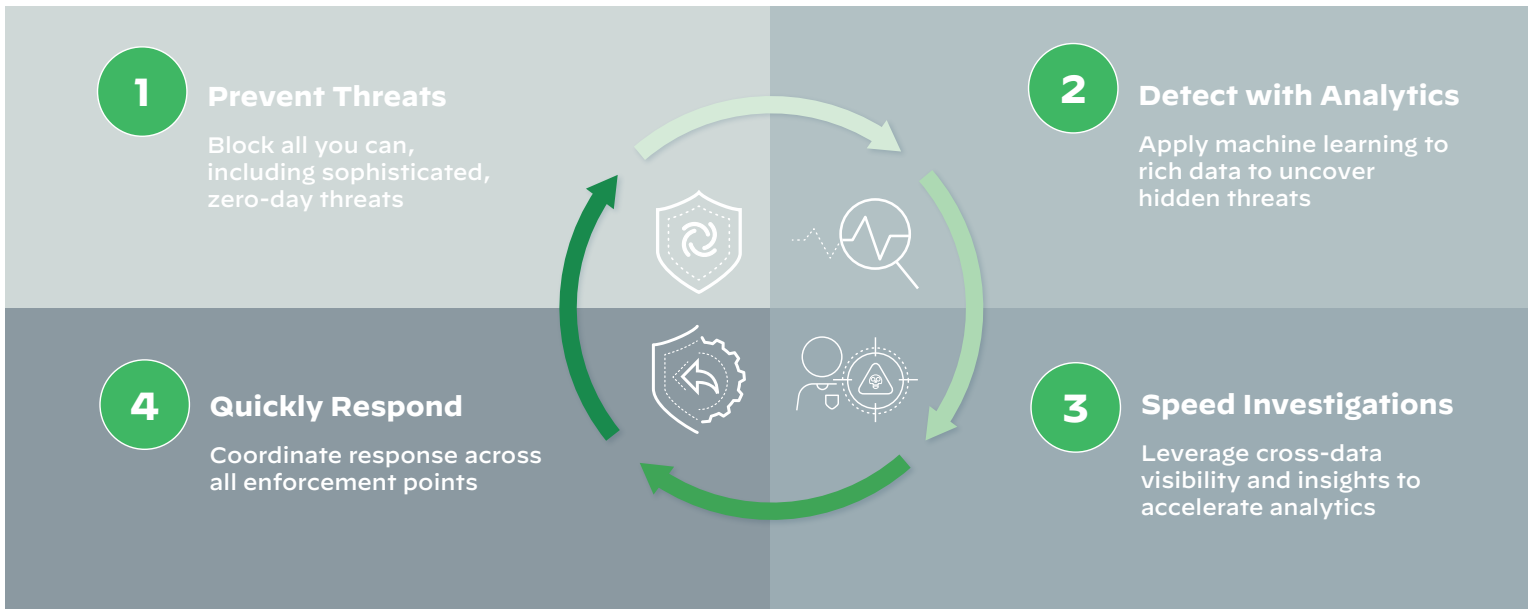 1
Prevent Threats
Block all you can,
including sophisticated,
zero-day threats
2
Detect with Analytics
Apply machine learning to
rich data to uncover
hidden threats
3
Speed Investigations
Leverage cross-data
visibility and insights to
accelerate analytics
4
Quickly Respond
Coordinate response across
all enforcement points